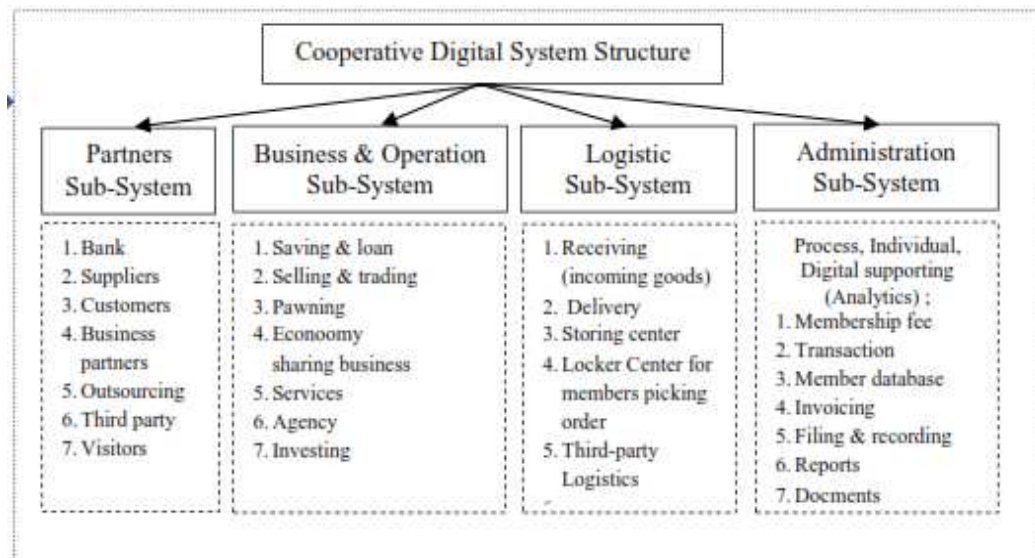 Cooperative Digital System Structure
Partners
Sub-System
Business & Operation
Sub-System
Logistic
Sub-System
Administration
Sub-System
1. Bank
2. Suppliers
3. Customers
4. Business
partners
5. Outsourcing
6. Third party
7. Visitors
1. Saving & loan
2. Selling & trading
3. Pawning
4. Econoomy
sharing business
5. Services
6. Agency
7. Investing
1. Receiving
(incoming goods)
2. Delivery
3. Storing center
4. Locker Center for
members picking
order
5. Third-party
Logistics
Process, Individual,
Digital supporting
(Analytics) ;
1. Membership fee
2. Transaction
3. Member database
4. Invoicing
5. Filing & recording
6. Reports
7. Docments